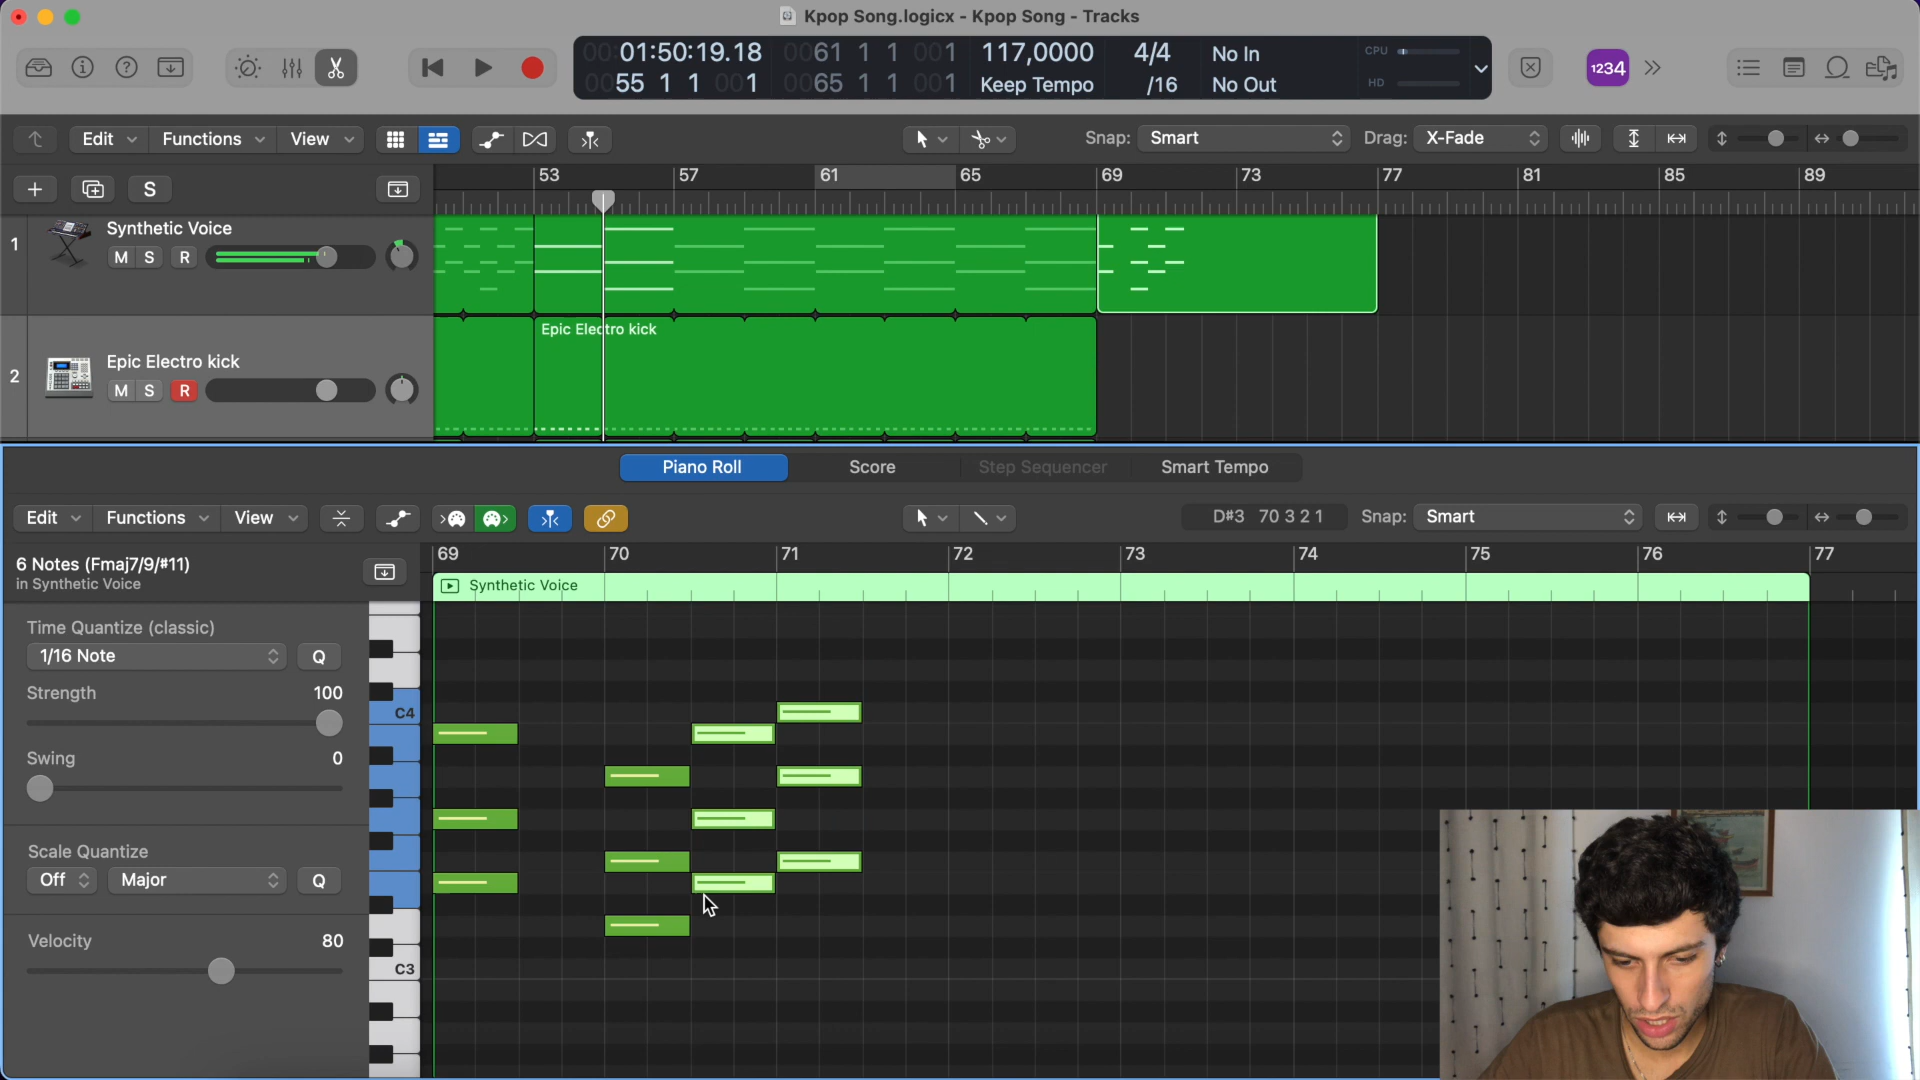 Kpop Song.logicx - Kpop Song - Tracks
00:01:50:19.18 0061 1 1 001 117,0000 4/4 No In CPU
0055 1 1 001 0065 1 1 001 Keep Tempo /16 No Out HD
1234
Edit Functions View Snap: Smart Drag: X-Fade
S 53 57 61 65 69 73 77 81 85 89
1 Synthetic Voice
M S R
Epic Electro kick
2 Epic Electro kick
M S R
Piano Roll Score Step Sequencer Smart Tempo
Edit Functions View D#3 70 3 2 1 Snap: Smart
6 Notes (Fmaj7/9/#11) 69 70 71 72 73 74 75 76 77
in Synthetic Voice Synthetic Voice
Time Quantize (classic)
1/16 Note Q
Strength 100
C4
Swing 0
Scale Quantize
Off Major Q
Velocity 80
C3